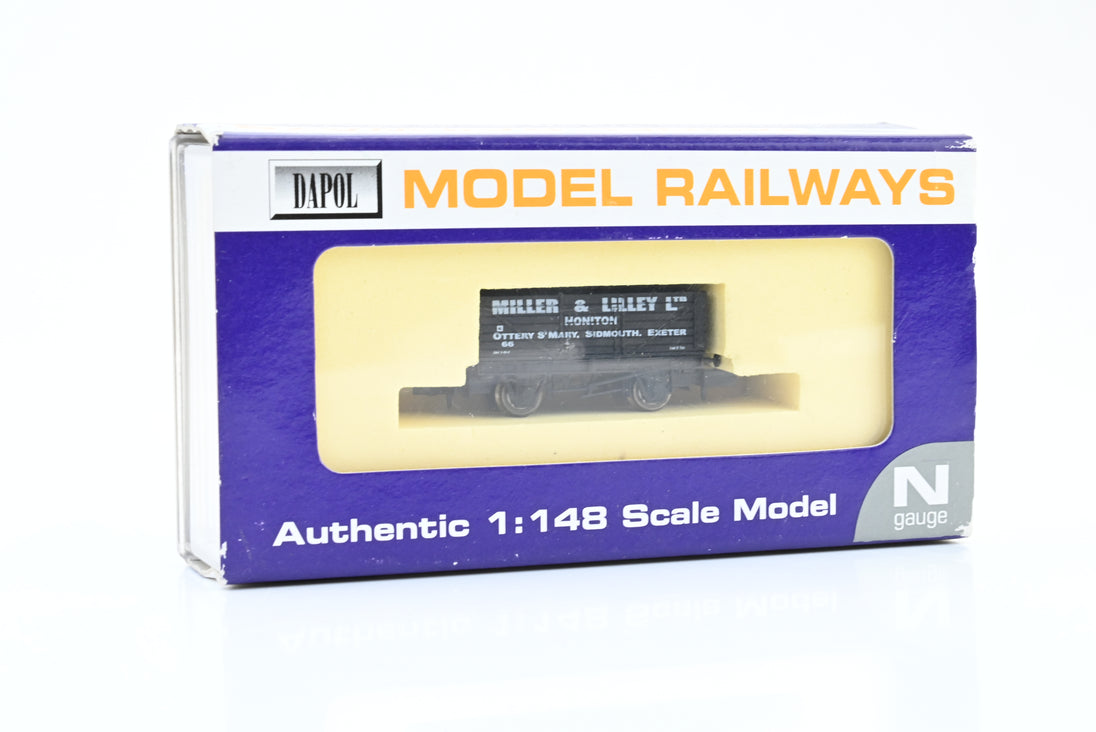 DAPOL MODEL RAILWAYS
MILLER & LILLEY LTD
HONITON
OTTERY ST MARY, SIDMOUTH, EXETER
66
Authentic 1:148 Scale Model
N
gauge